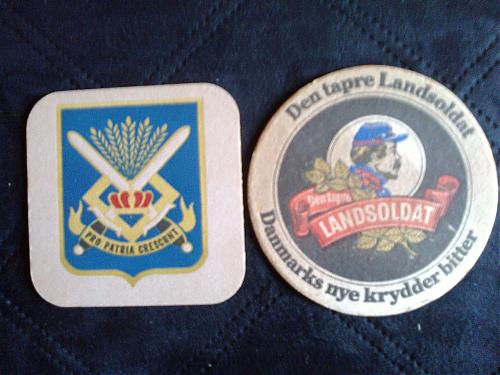 PRO PATRIA CRESCUNT
Den tapre Landsoldat
Den tapre
LANDSOLDAT
Danmarks nye krydder bitter